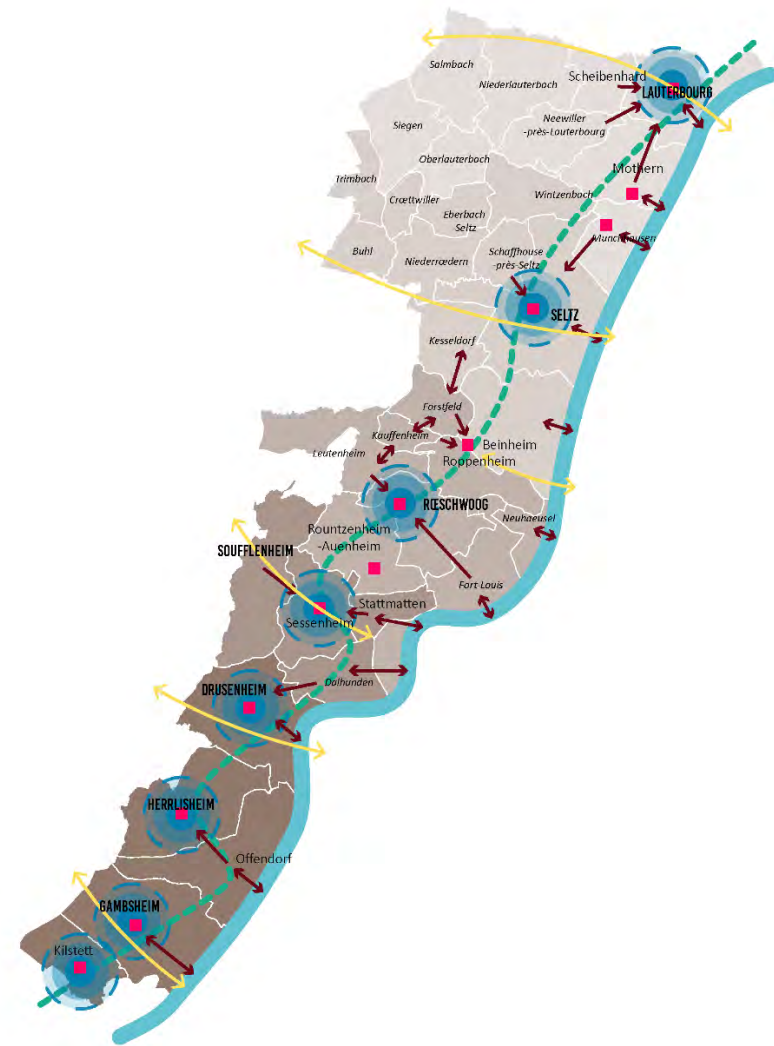 Salmbach
Scheibenhard
Niederlauterbach
LAUTERBOURG
Neewiller
-près-Lauterbourg
Siegen
Oberlauterbach
Mothern
Trimbach
Crœttwiller
Wintzenbach
Eberbach
Seltz
Munchhausen
Buhl
Niederrœdern
Schaffhouse
-près-Seltz
SELTZ
Kesseldorf
Forstfeld
Kauffenheim
Beinheim
Roppenheim
Leutenheim
RŒSCHWOOG
Neuhaeusel
Rountzenheim
-Auenheim
SOUFFLENHEIM
Fort-Louis
Stattmatten
Sessenheim
Dalhunden
DRUSENHEIM
HERRLISHEIM
Offendorf
GAMBSHEIM
Kilstett